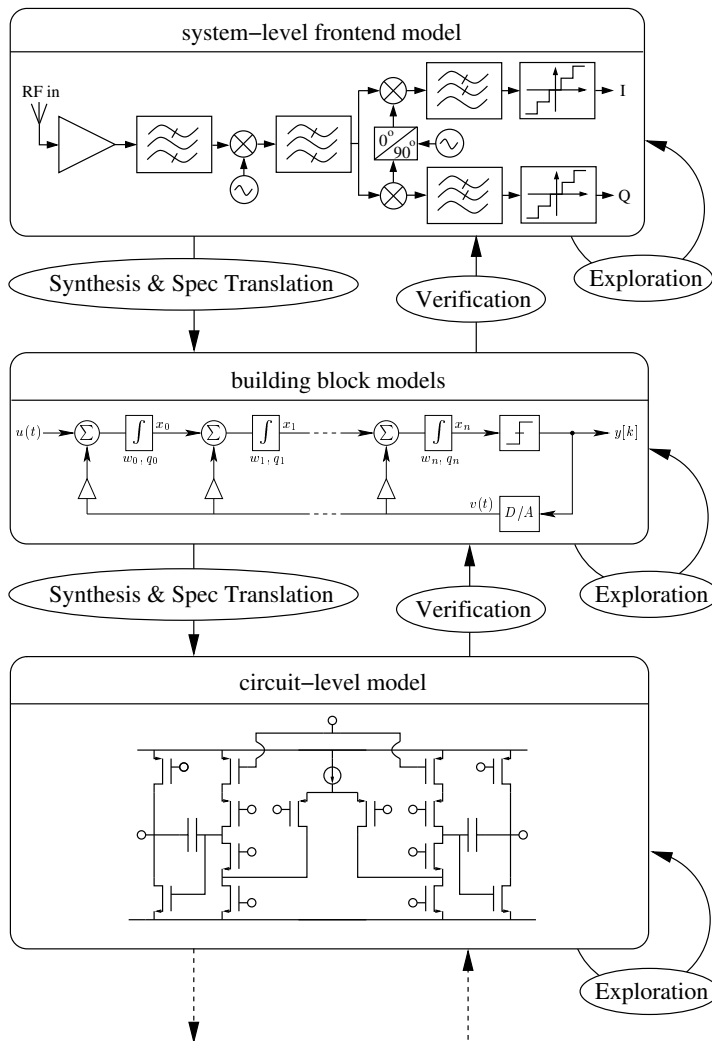 system−level frontend model
RF in
I
0°
90°
Q
Synthesis & Spec Translation
Verification
Exploration
building block models
u(t)
∑
∫
x₀
∑
∫
x₁
∑
∫
xₙ
y[k]
w₀, q₀
w₁, q₁
wₙ, qₙ
v(t)
D/A
Synthesis & Spec Translation
Verification
Exploration
circuit−level model
Exploration